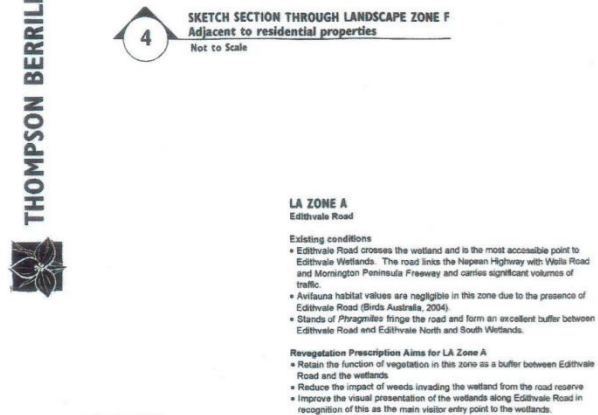 THOMPSON BERRILL
4
SKETCH SECTION THROUGH LANDSCAPE ZONE F
Adjacent to residential properties
Not to Scale
LA ZONE A
Edithvale Road
Existing conditions
• Edithvale Road crosses the wetland and is the most accessible point to
Edithvale Wetlands. The road links the Nepean Highway with Wells Road
and Mornington Peninsula Freeway and carries significant volumes of
traffic.
• Avifauna habitat values are negligible in this zone due to the presence of
Edithvale Road (Birds Australia, 2004).
• Stands of Phragmites fringe the road and form an excellent buffer between
Edithvale Road and Edithvale North and South Wetlands.
Revegetation Prescription Aims for LA Zone A
• Retain the function of vegetation in this zone as a buffer between Edithvale
Road and the wetlands
• Reduce the impact of weeds invading the wetland from the road reserve
• Improve the visual presentation of the wetlands along Edithvale Road in
recognition of this as the main visitor entry point to the wetlands.